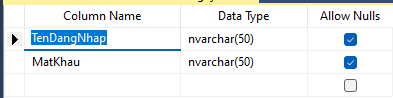 Column Name Data Type Allow Nulls
TenDangNhap nvarchar(50)
MatKhau nvarchar(50)